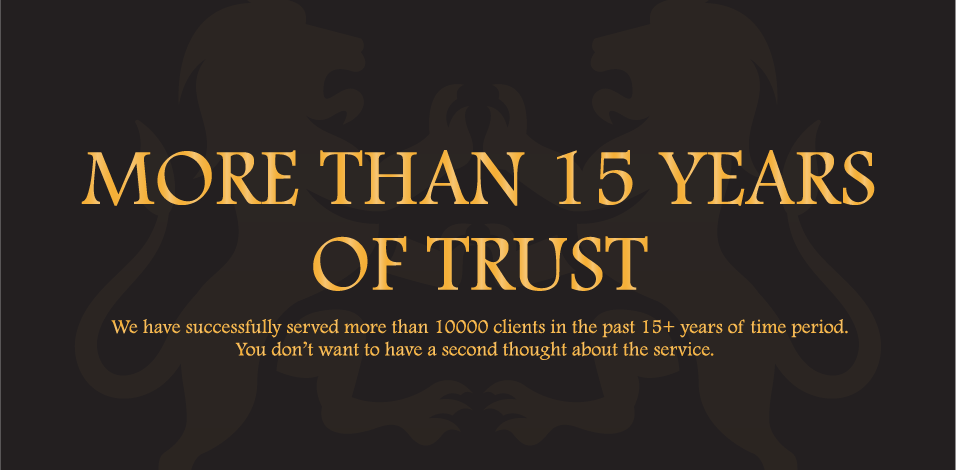 MORE THAN 15 YEARS
OF TRUST
We have successfully served more than 10000 clients in the past 15+ years of time period.
You don't want to have a second thought about the service.